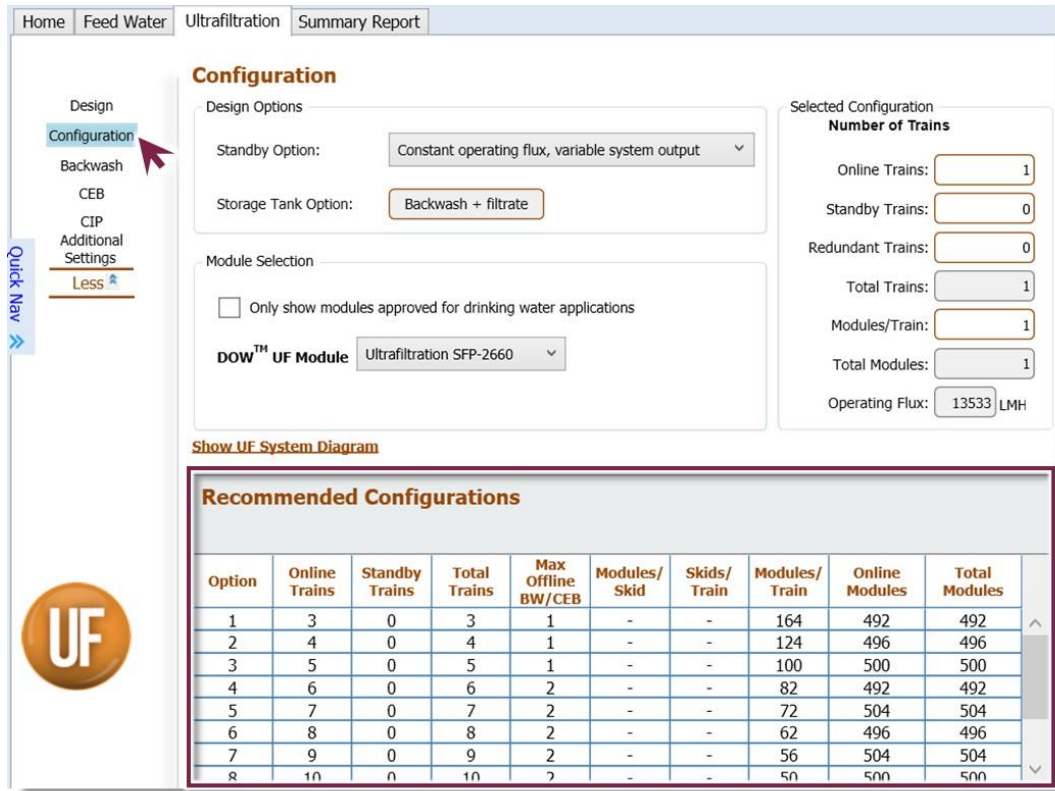 Home Feed Water Ultrafiltration Summary Report
Configuration
Design
Configuration
Backwash
CEB
CIP
Additional
Settings
Less
Quick Nav
Design Options
Standby Option: Constant operating flux, variable system output
Storage Tank Option: Backwash + filtrate
Module Selection
Only show modules approved for drinking water applications
DOW™ UF Module Ultrafiltration SFP-2660
Selected Configuration
Number of Trains
Online Trains: 1
Standby Trains: 0
Redundant Trains: 0
Total Trains: 1
Modules/Train: 1
Total Modules: 1
Operating Flux: 13533 LMH
Show UF System Diagram
UF
Recommended Configurations
Option Online Trains Standby Trains Total Trains Max Offline BW/CEB Modules/ Skid Skids/ Train Modules/ Train Online Modules Total Modules
1 3 0 3 1 - - 164 492 492
2 4 0 4 1 - - 124 496 496
3 5 0 5 1 - - 100 500 500
4 6 0 6 2 - - 82 492 492
5 7 0 7 2 - - 72 504 504
6 8 0 8 2 - - 62 496 496
7 9 0 9 2 - - 56 504 504
8 10 0 10 2 - - 50 500 500